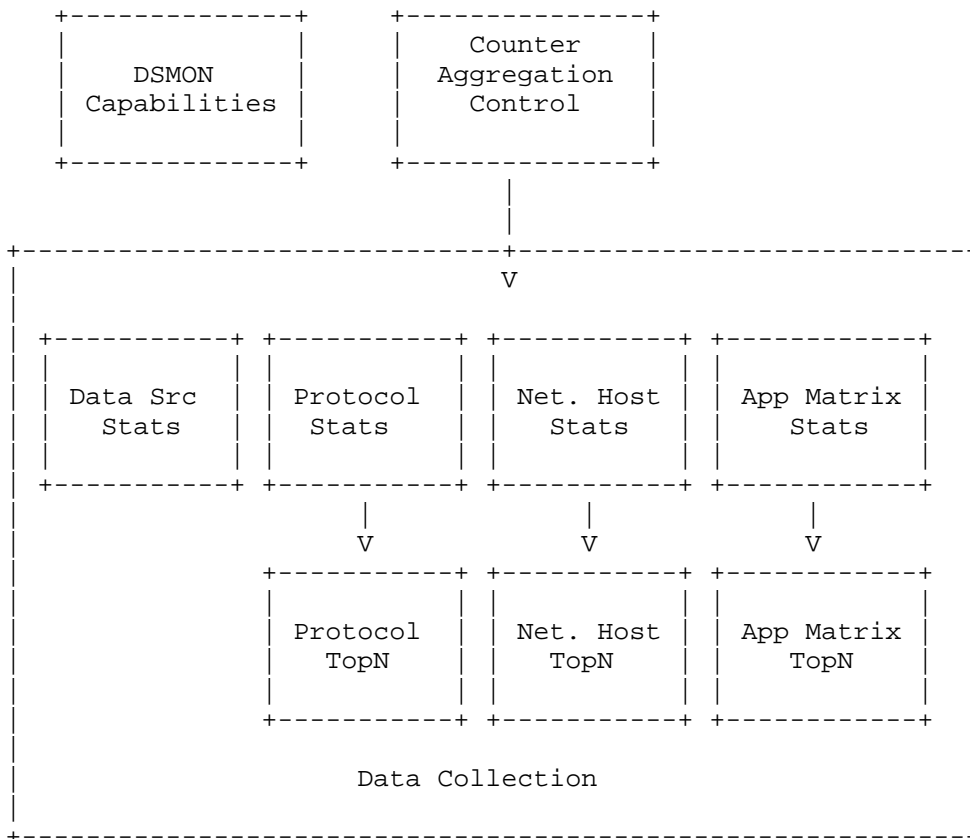 Counter
DSMON Aggregation
Capabilities Control
V
Data Src Protocol Net. Host App Matrix
Stats Stats Stats Stats
V V V
Protocol Net. Host App Matrix
TopN TopN TopN
Data Collection